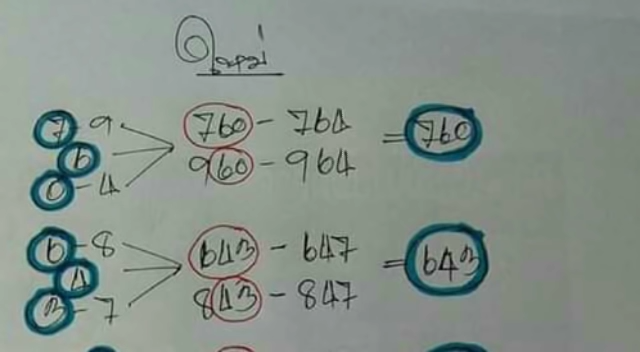 7-9
760 - 764
= 760
6
960 - 964
0-4
6-8
643 - 647
= 643
4
843 - 847
3-7